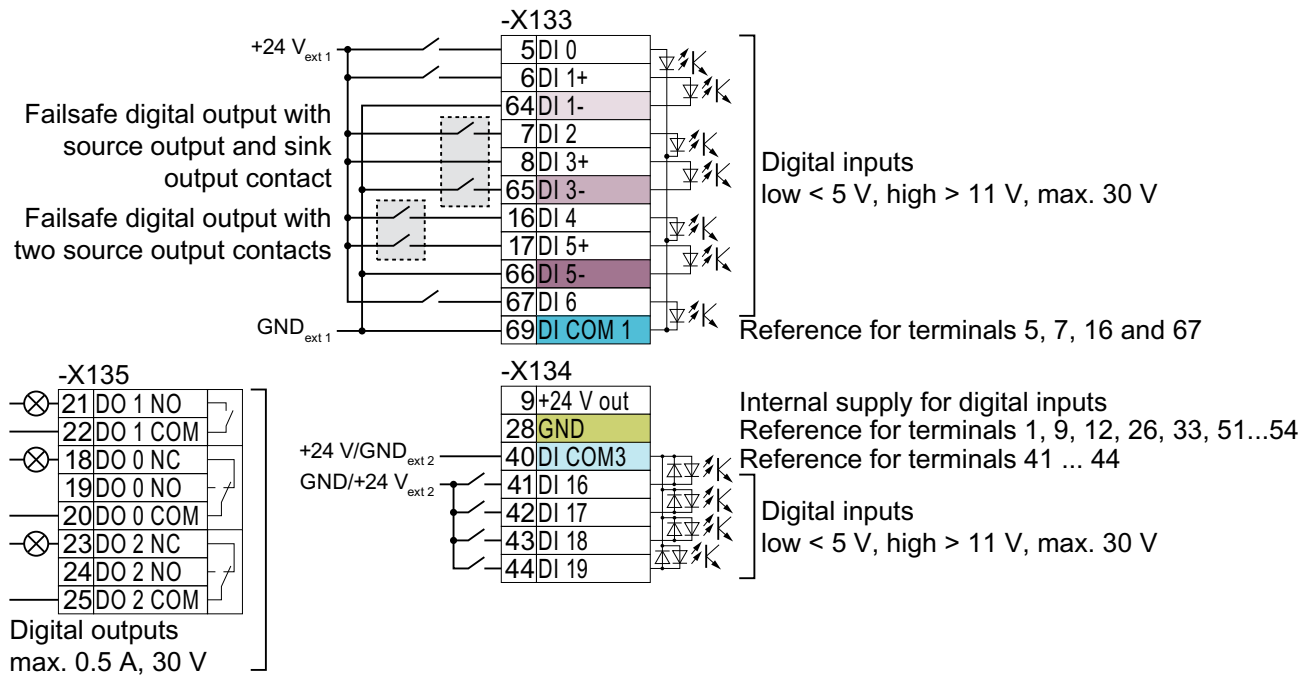 -X133
+24 V ext 1
5 DI 0
6 DI 1+
64 DI 1-
7 DI 2
8 DI 3+
65 DI 3-
16 DI 4
17 DI 5+
66 DI 5-
67 DI 6
GND ext 1
69 DI COM 1
Failsafe digital output with
source output and sink
output contact
Failsafe digital output with
two source output contacts
Digital inputs
low < 5 V, high > 11 V, max. 30 V
Reference for terminals 5, 7, 16 and 67
-X135
21 DO 1 NO
22 DO 1 COM
18 DO 0 NC
19 DO 0 NO
20 DO 0 COM
23 DO 2 NC
24 DO 2 NO
25 DO 2 COM
Digital outputs
max. 0.5 A, 30 V
-X134
9 +24 V out
28 GND
+24 V/GND ext 2
40 DI COM3
GND/+24 V ext 2
41 DI 16
42 DI 17
43 DI 18
44 DI 19
Internal supply for digital inputs
Reference for terminals 1, 9, 12, 26, 33, 51...54
Reference for terminals 41 ... 44
Digital inputs
low < 5 V, high > 11 V, max. 30 V